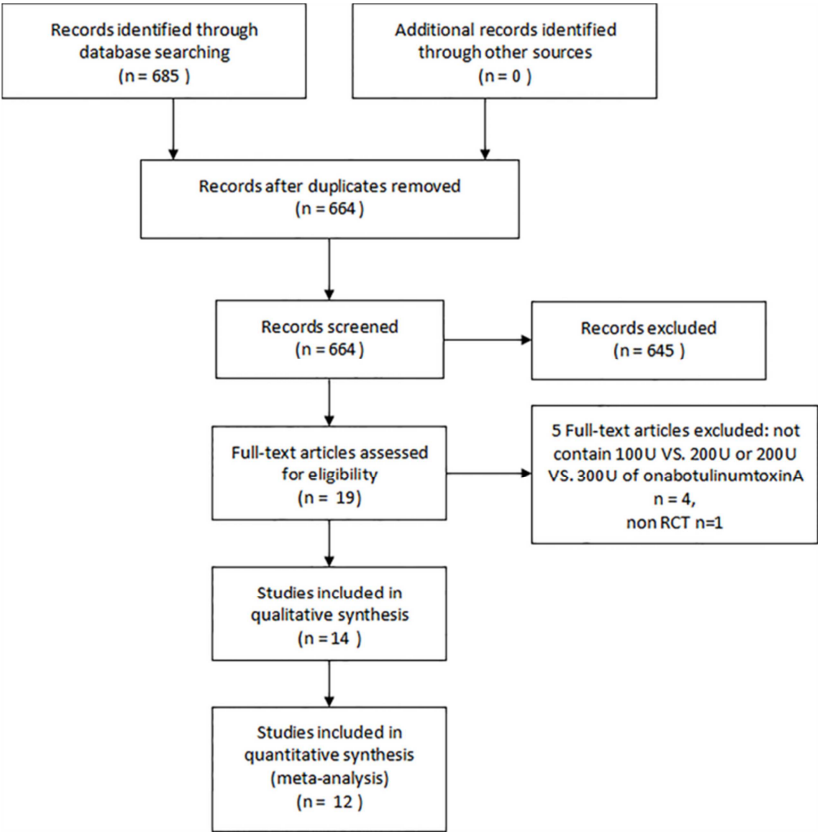 Records identified through
database searching
(n = 685 )
Additional records identified
through other sources
(n = 0 )
Records after duplicates removed
(n = 664 )
Records screened
(n = 664 )
Records excluded
(n = 645 )
Full-text articles assessed
for eligibility
(n = 19)
5 Full-text articles excluded: not
contain 100U VS. 200U or 200U
VS. 300U of onabotulinumtoxinA
n = 4,
non RCT n=1
Studies included in
qualitative synthesis
(n = 14 )
Studies included in
quantitative synthesis
(meta-analysis)
(n = 12 )